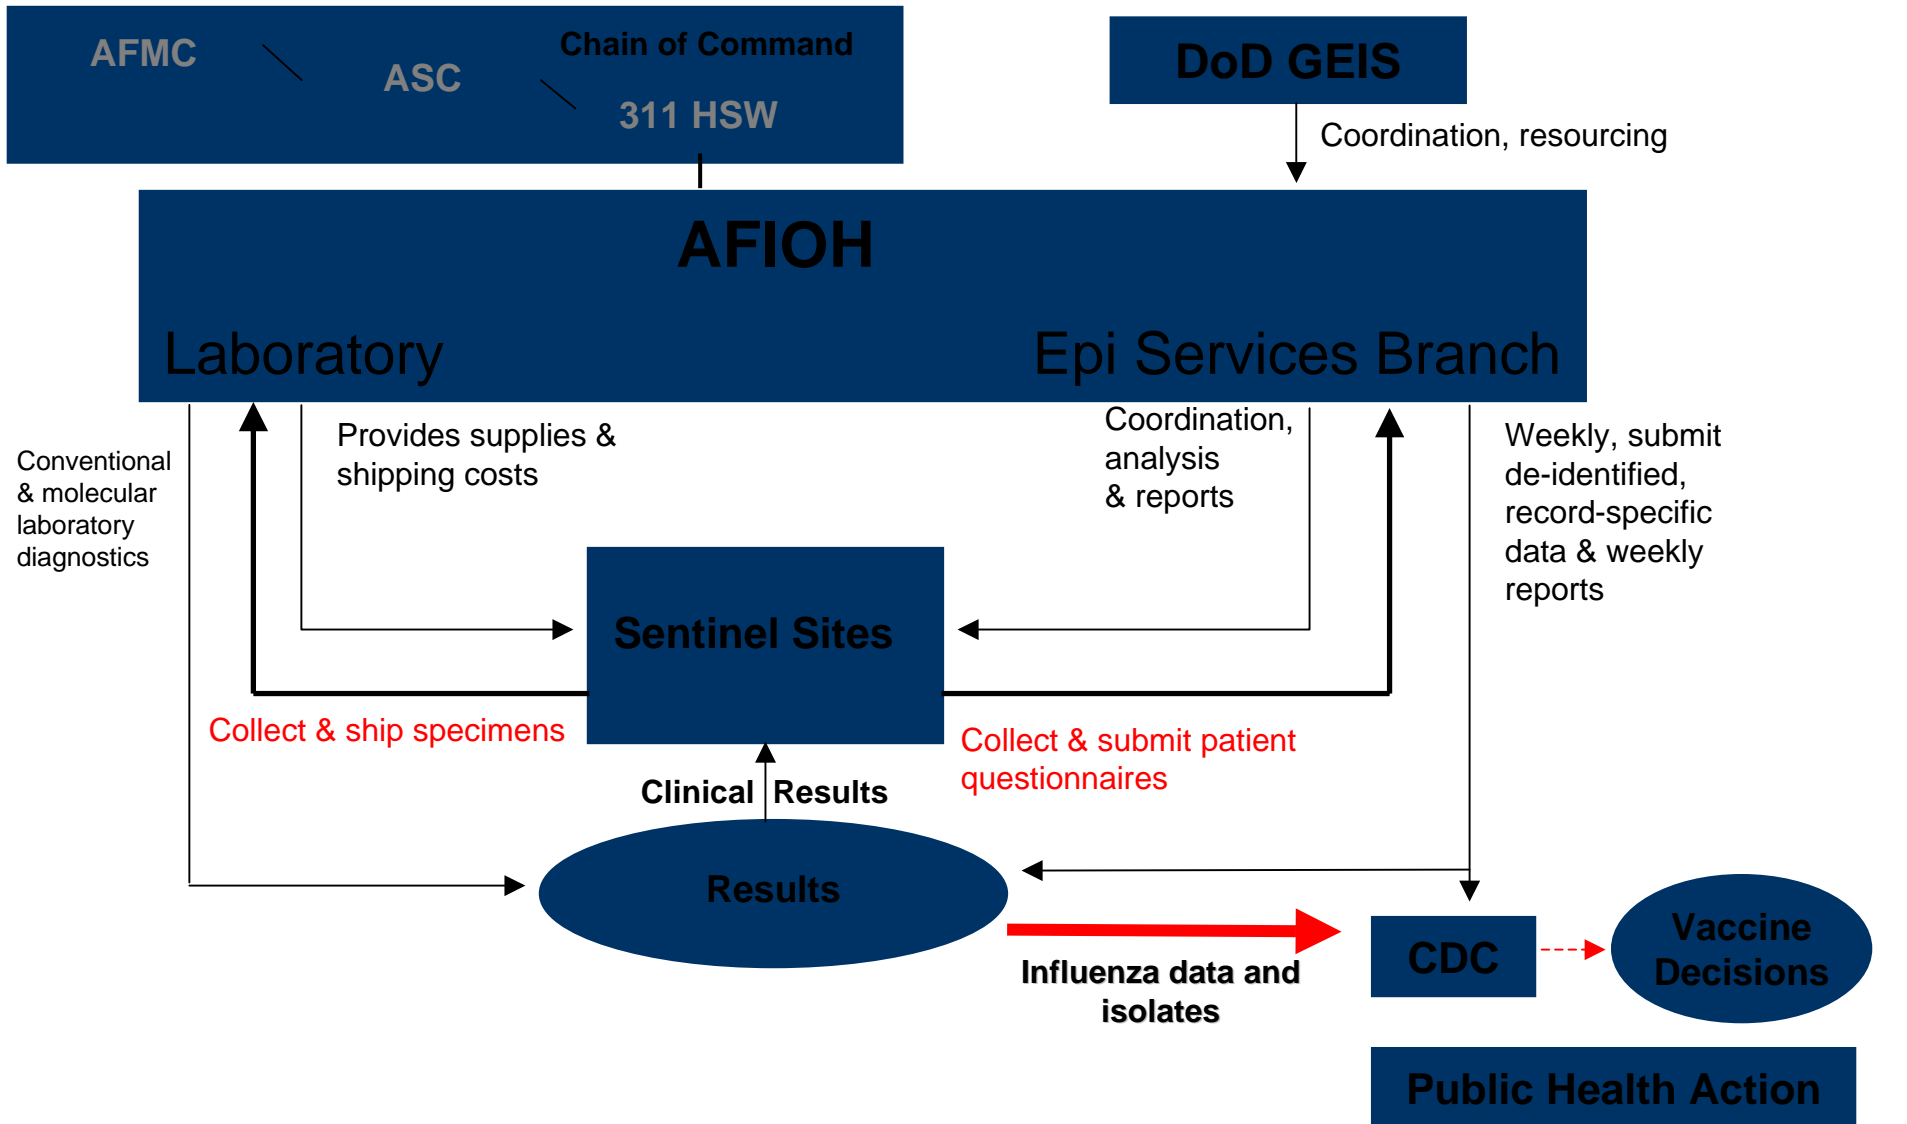 AFMC
ASC
Chain of Command
311 HSW
DoD GEIS
Coordination, resourcing
AFIOH
Laboratory
Epi Services Branch
Conventional
& molecular
laboratory
diagnostics
Provides supplies &
shipping costs
Coordination,
analysis
& reports
Weekly, submit
de-identified,
record-specific
data & weekly
reports
Sentinel Sites
Collect & ship specimens
Collect & submit patient
questionnaires
Clinical Results
Results
Influenza data and
isolates
CDC
Vaccine
Decisions
Public Health Action